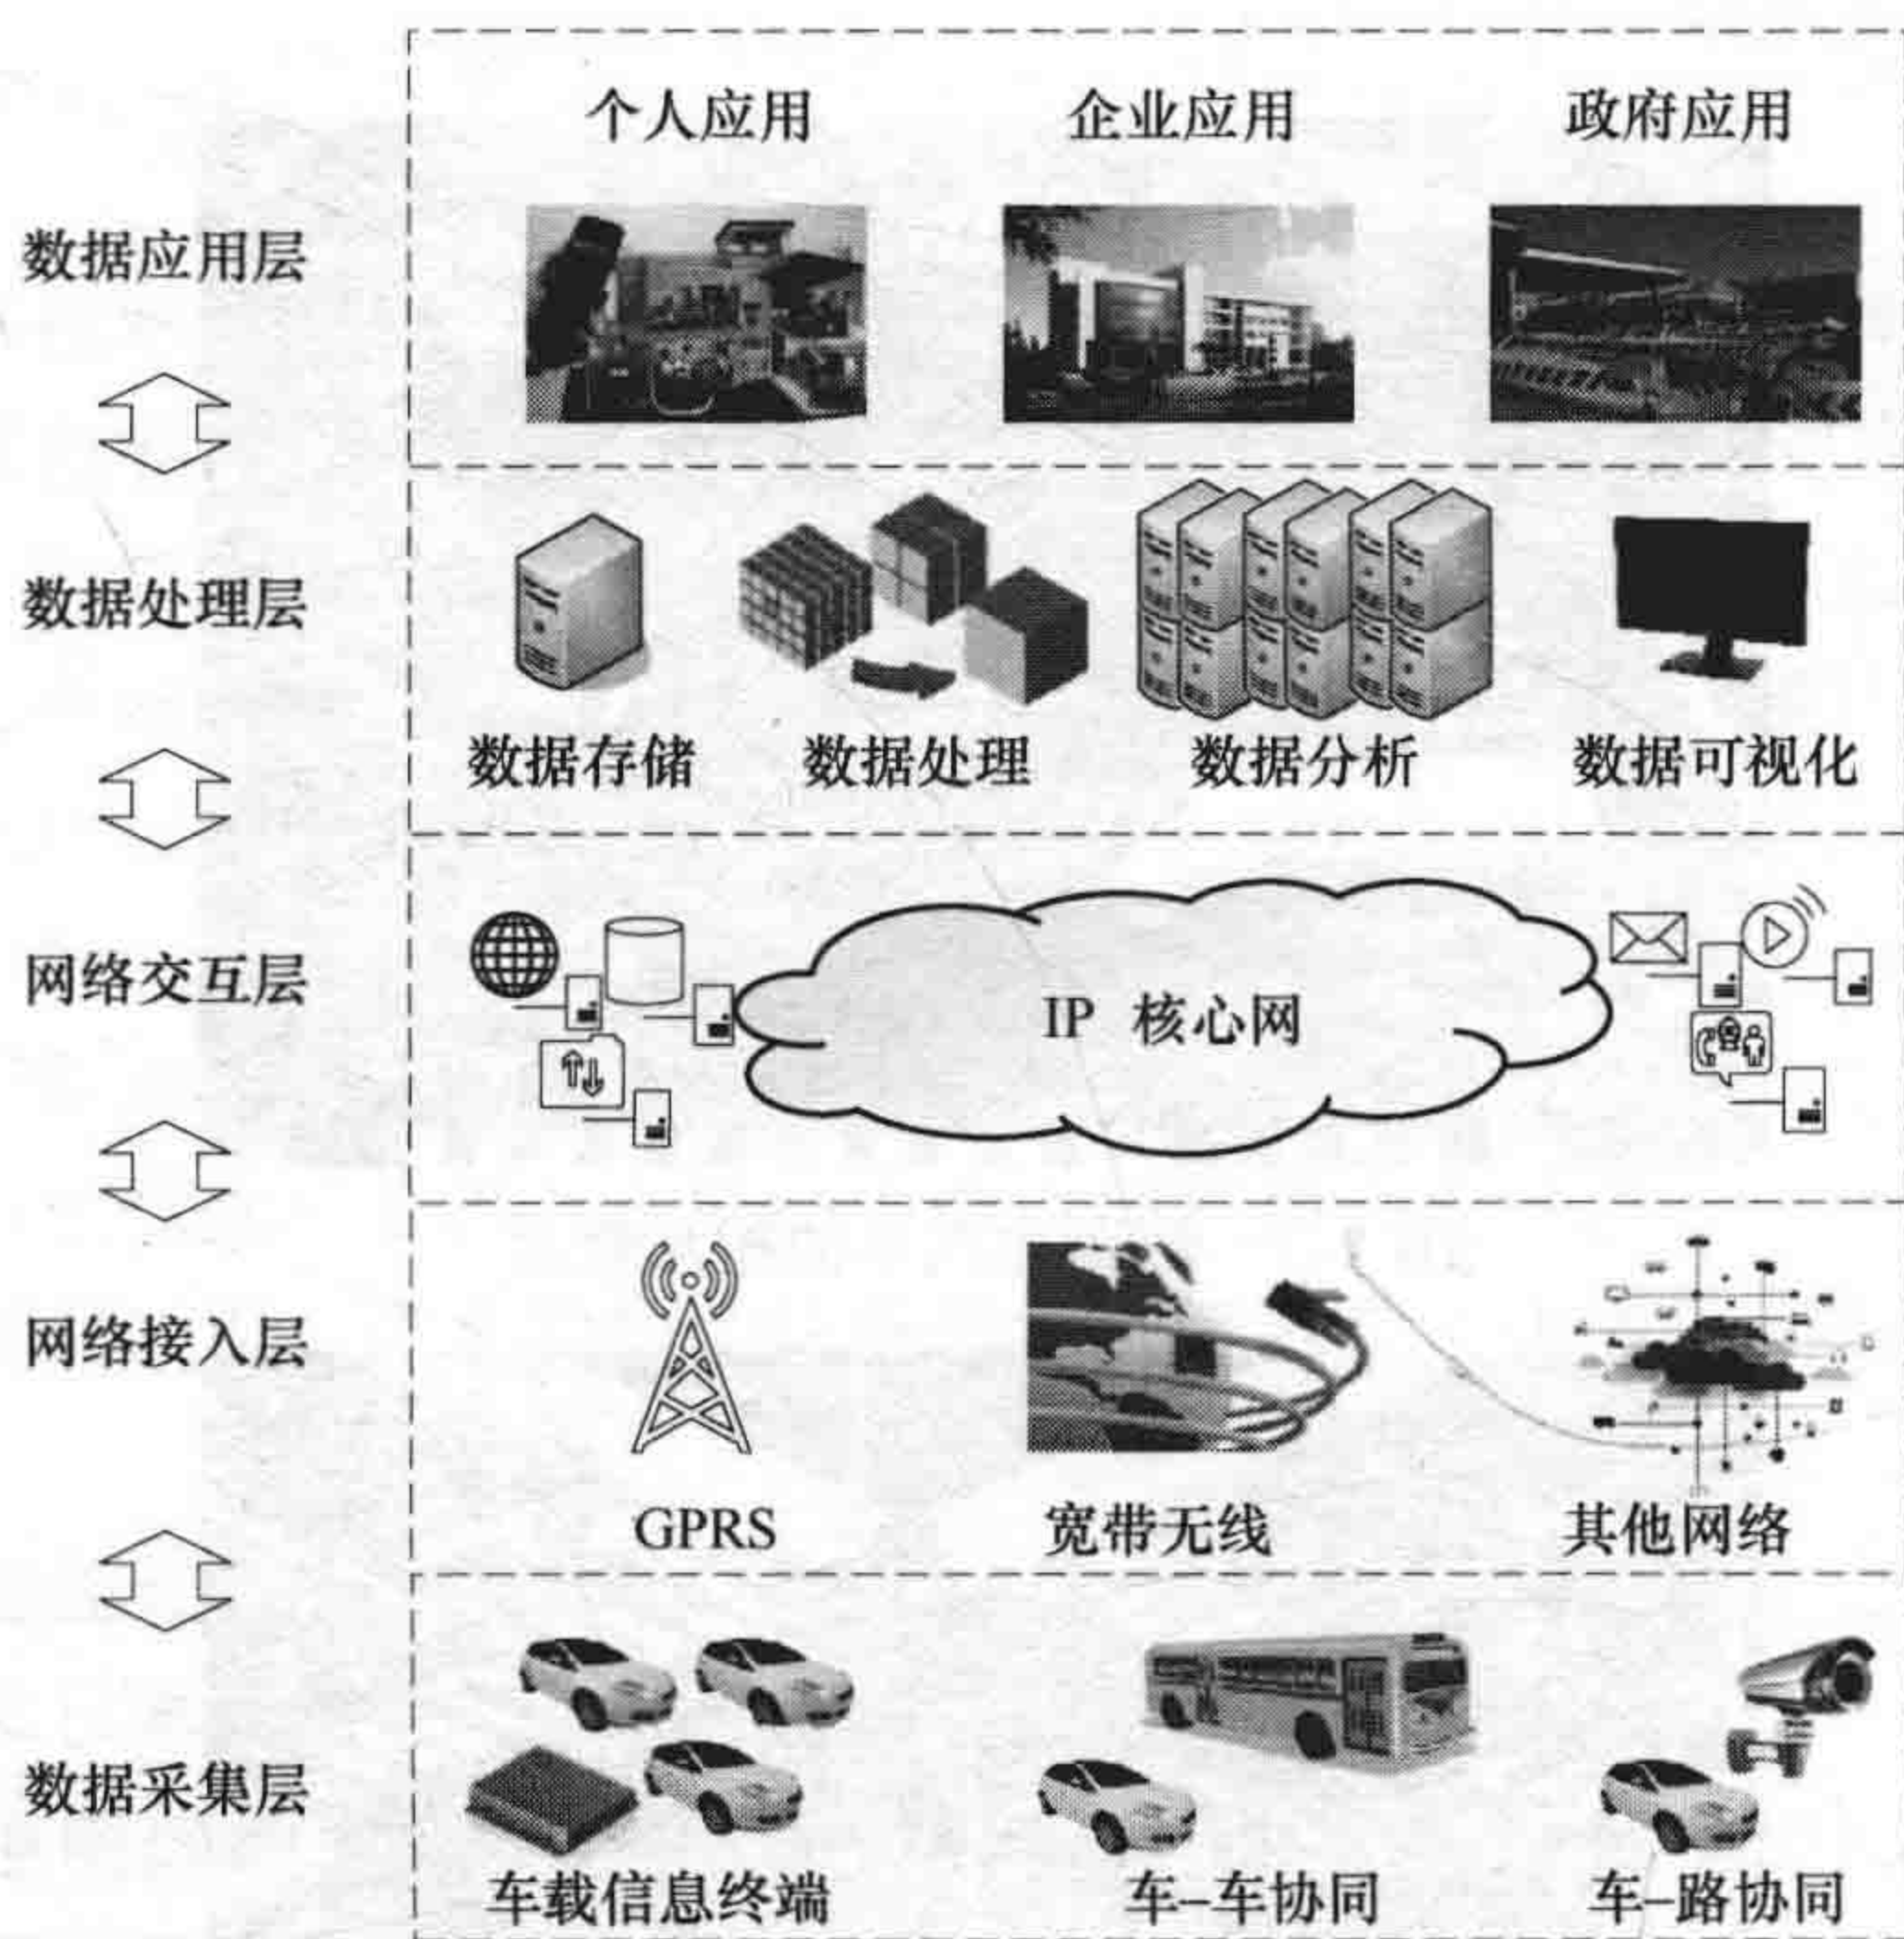 个人应用 企业应用 政府应用
数据应用层
数据处理层
数据存储 数据处理 数据分析 数据可视化
网络交互层
IP 核心网
网络接入层
GPRS 宽带无线 其他网络
数据采集层
车载信息终端 车-车协同 车-路协同